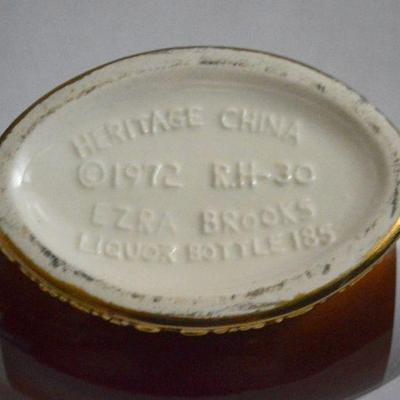 HERITAGE CHINA
©1972 R.H-30
EZRA BROOKS
LIQUOR BOTTLE 185